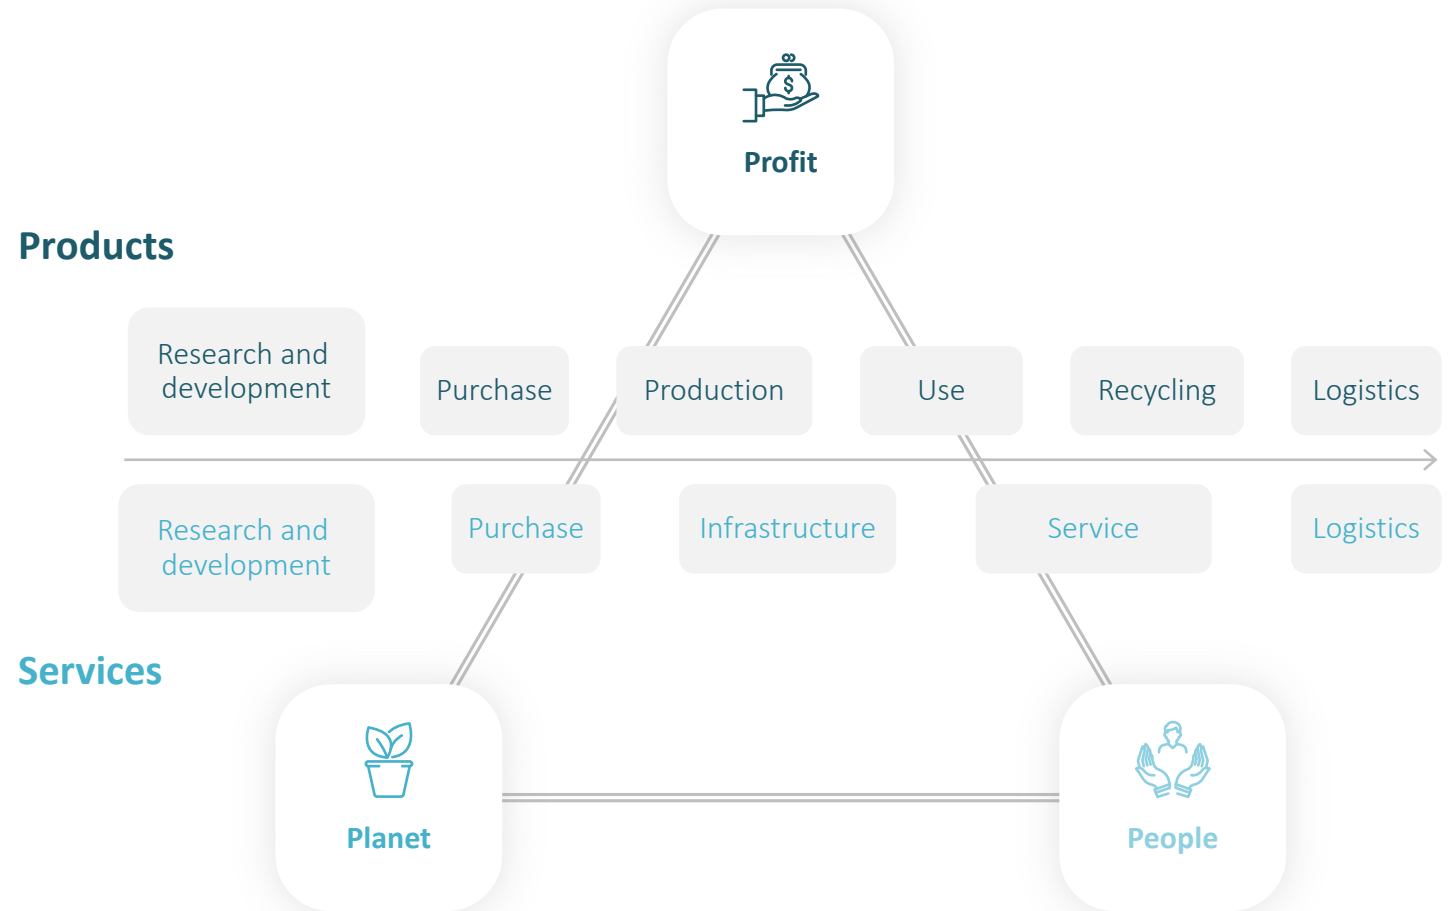 $
Profit
Products
Research and
development
Purchase
Production
Use
Recycling
Logistics
Research and
development
Purchase
Infrastructure
Service
Logistics
Services
Planet
People